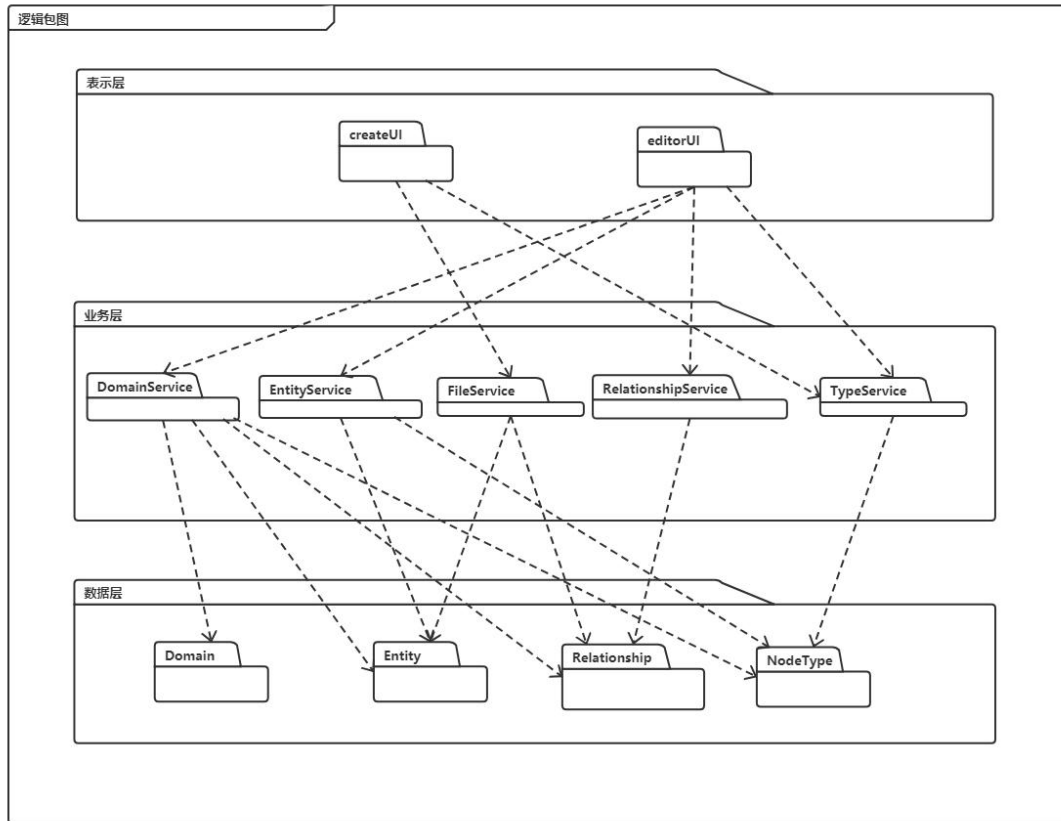 逻辑包图
表示层
createUI
editorUI
业务层
DomainService
EntityService
FileService
RelationshipService
TypeService
数据层
Domain
Entity
Relationship
NodeType